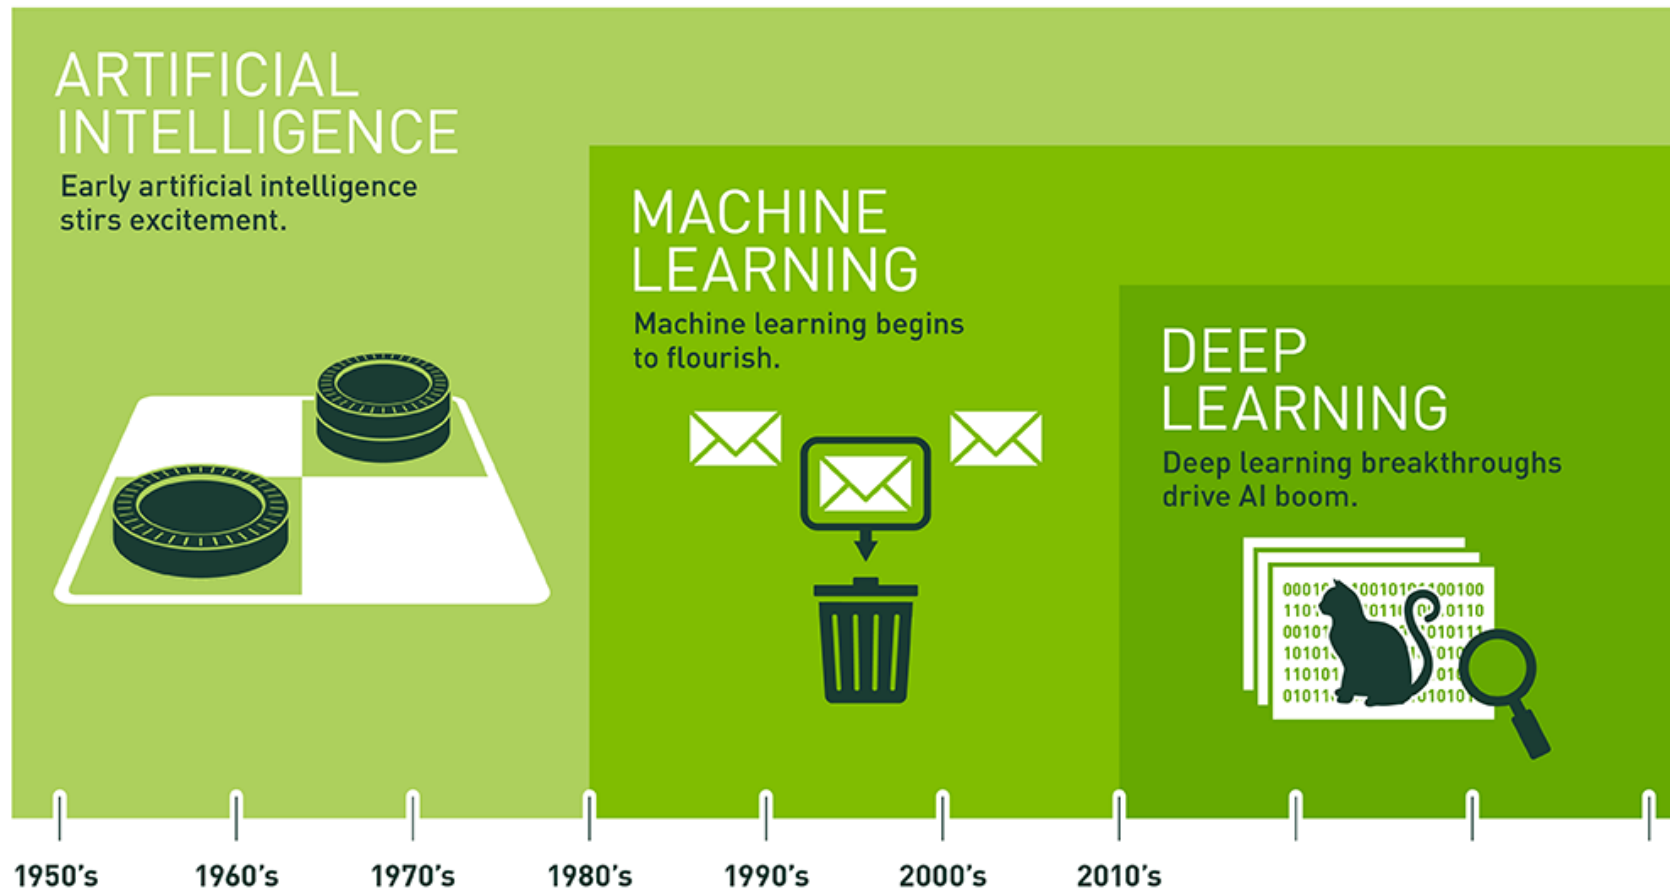 ARTIFICIAL
INTELLIGENCE
Early artificial intelligence
stirs excitement.
MACHINE
LEARNING
Machine learning begins
to flourish.
DEEP
LEARNING
Deep learning breakthroughs
drive AI boom.
1950's 1960's 1970's 1980's 1990's 2000's 2010's